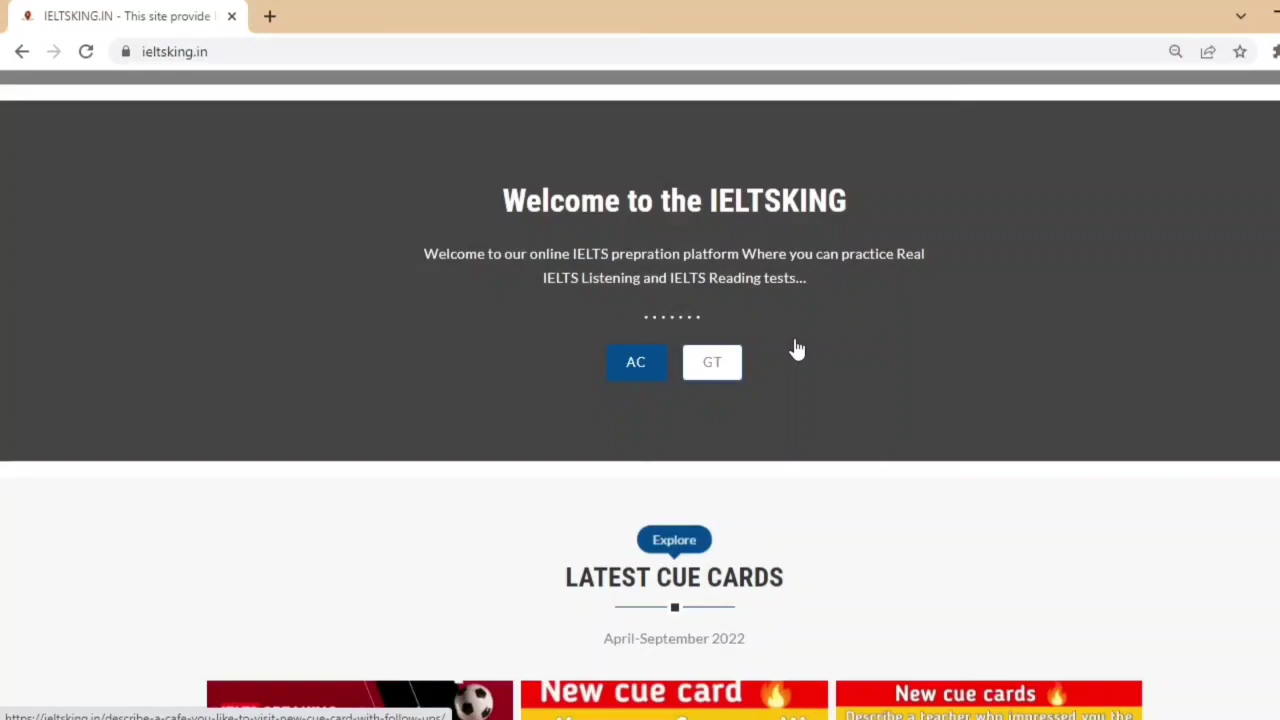 IELTSKING.IN - This site provide
ieltsking.in
Welcome to the IELTSKING
Welcome to our online IELTS prepration platform Where you can practice Real
IELTS Listening and IELTS Reading tests...
AC
GT
Explore
LATEST CUE CARDS
April-September 2022
New cue card
New cue cards
Describe a teacher who impressed you the
https://ieltsking.in/describe-a-cafe-you-like-to-visit-new-cue-card-with-follow-ups/